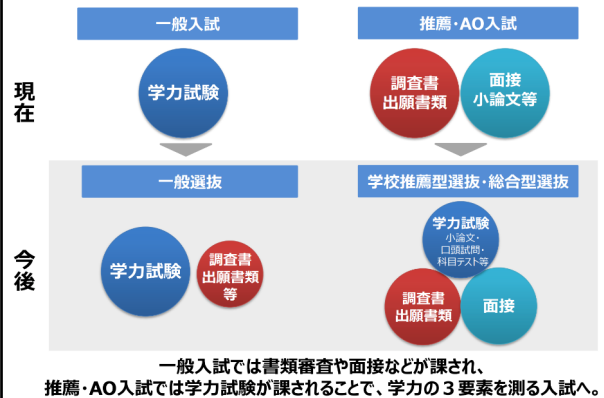 一般入試
推薦・AO入試
現在
学力試験
調査書
出願書類
面接
小論文等
一般選抜
学校推薦型選抜・総合型選抜
今後
学力試験
調査書
出願書類
等
学力試験
小論文・
口頭試問・
科目テスト等
調査書
出願書類
面接
一般入試では書類審査や面接などが課され、
推薦・AO入試では学力試験が課されることで、学力の３要素を測る入試へ。